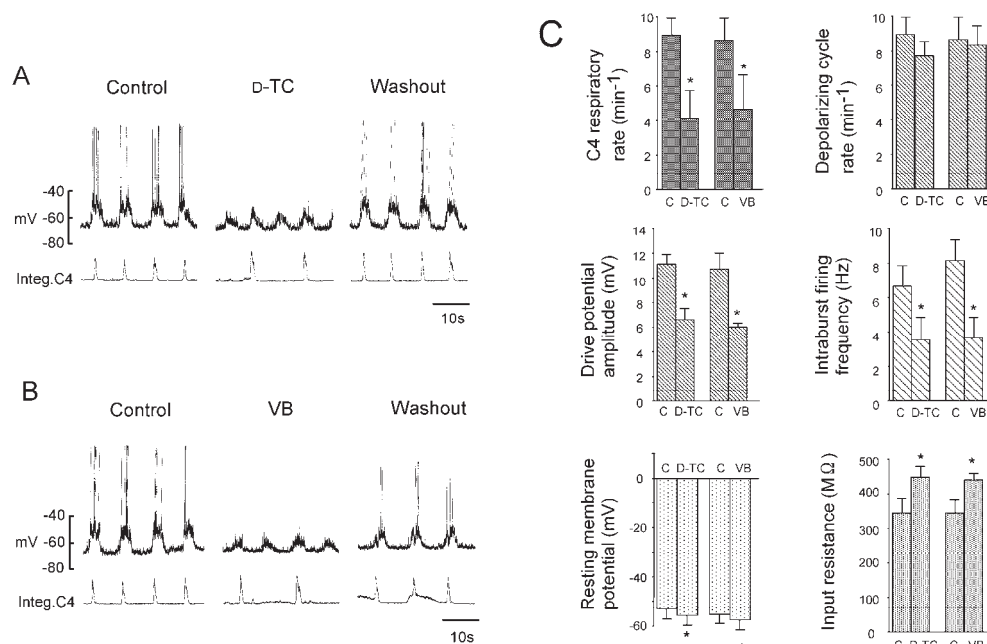 A
Control D-TC Washout
-40
mV -60
-80
Integ.C4
10s
B
Control VB Washout
-40
mV -60
-80
Integ.C4
10s
C
C4 respiratory
rate (min-1)
10
8
6
4
2
0
* *
C D-TC C VB
Depolarizing cycle
rate (min-1)
10
8
6
4
2
0
C D-TC C VB
Drive potential
amplitude (mV)
14
12
10
8
6
4
2
0
* *
C D-TC C VB
Intraburst firing
frequency (Hz)
10
8
6
4
2
0
* *
C D-TC C VB
Resting membrane
potential (mV)
C D-TC C VB
0
-20
-40
-60
*
Input resistance (MΩ)
500
400
300
200
100
0
* *
C D-TC C VB